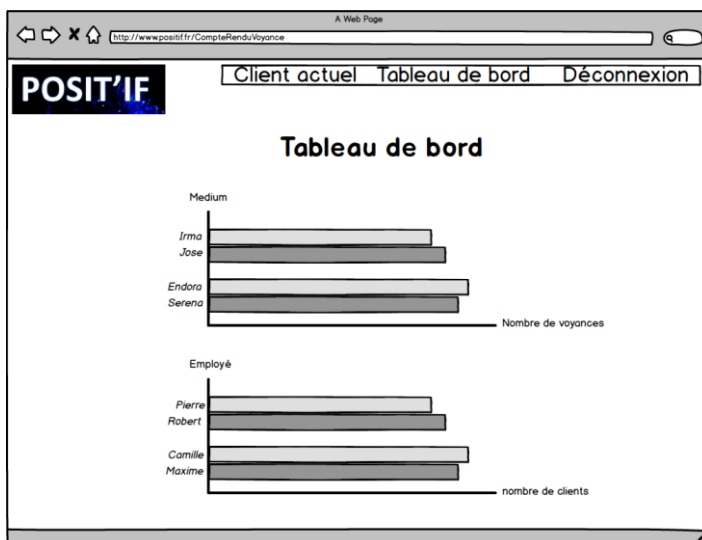 A Web Page
http://www.positif.fr/CompteRenduVoyance
POSIT'IF
Client actuel Tableau de bord Déconnexion
Tableau de bord
Medium
Irma
Jose
Endora
Serena
Nombre de voyances
Employé
Pierre
Robert
Camille
Maxime
nombre de clients